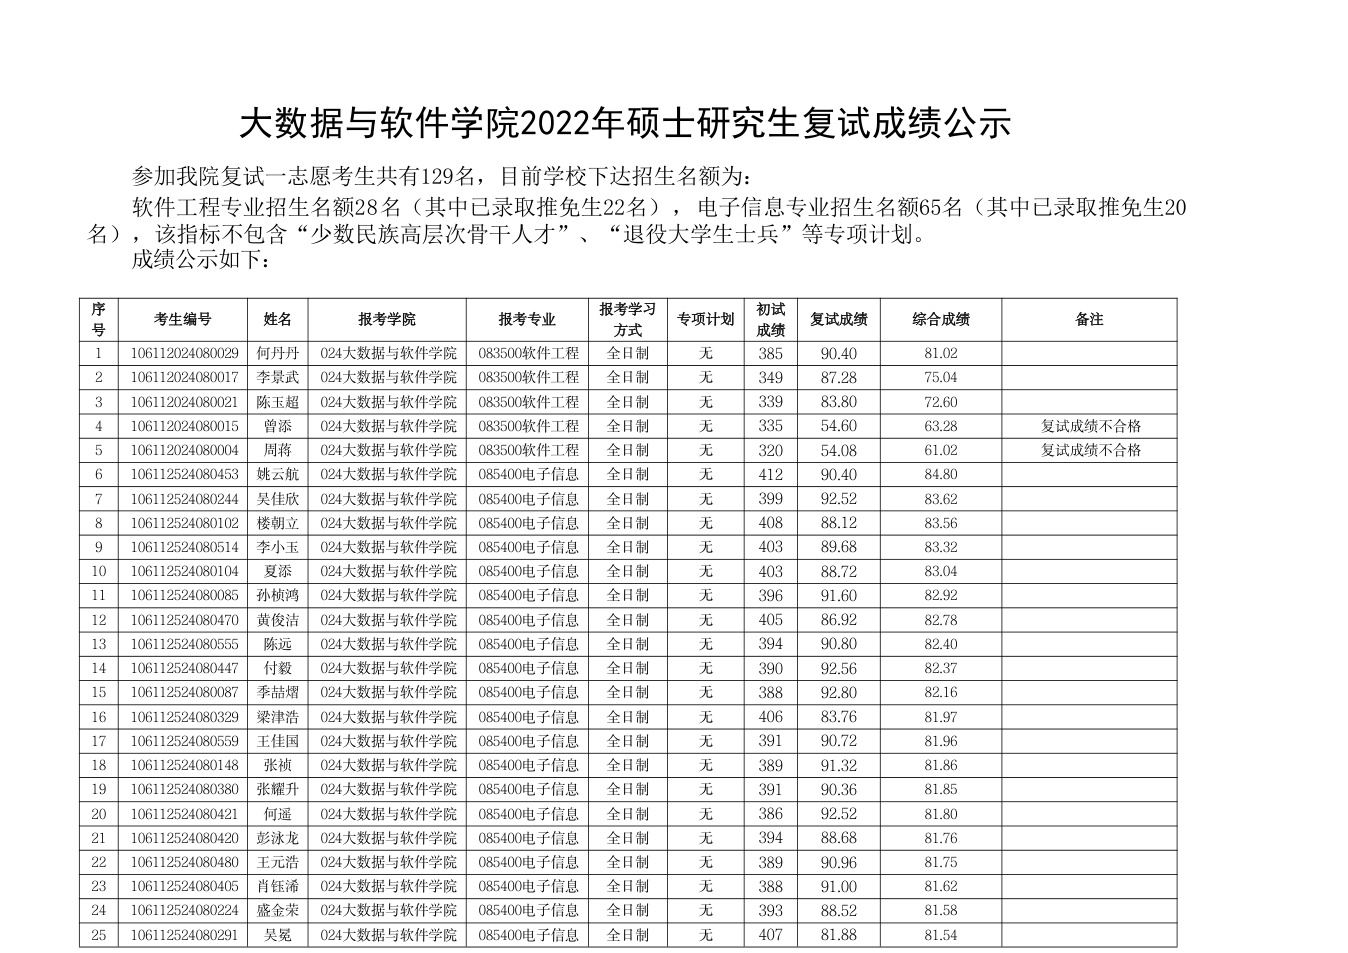 大数据与软件学院2022年硕士研究生复试成绩公示
参加我院复试一志愿考生共有129名，目前学校下达招生名额为：
软件工程专业招生名额28名（其中已录取推免生22名），电子信息专业招生名额65名（其中已录取推免生20
名），该指标不包含“少数民族高层次骨干人才”、“退役大学生士兵”等专项计划。
成绩公示如下：
序号 考生编号 姓名 报考学院 报考专业 报考学习方式 专项计划 初试成绩 复试成绩 综合成绩 备注
1 106112024080029 何丹丹 024大数据与软件学院 083500软件工程 全日制 无 385 90.40 81.02
2 106112024080017 李景武 024大数据与软件学院 083500软件工程 全日制 无 349 87.28 75.04
3 106112024080021 陈玉超 024大数据与软件学院 083500软件工程 全日制 无 339 83.80 72.60
4 106112024080015 曾添 024大数据与软件学院 083500软件工程 全日制 无 335 54.60 63.28 复试成绩不合格
5 106112024080004 周蒋 024大数据与软件学院 083500软件工程 全日制 无 320 54.08 61.02 复试成绩不合格
6 106112524080453 姚云航 024大数据与软件学院 085400电子信息 全日制 无 412 90.40 84.80
7 106112524080244 吴佳欣 024大数据与软件学院 085400电子信息 全日制 无 399 92.52 83.62
8 106112524080102 楼朝立 024大数据与软件学院 085400电子信息 全日制 无 408 88.12 83.56
9 106112524080514 李小玉 024大数据与软件学院 085400电子信息 全日制 无 403 89.68 83.32
10 106112524080104 夏添 024大数据与软件学院 085400电子信息 全日制 无 403 88.72 83.04
11 106112524080085 孙桢鸿 024大数据与软件学院 085400电子信息 全日制 无 396 91.60 82.92
12 106112524080470 黄俊洁 024大数据与软件学院 085400电子信息 全日制 无 405 86.92 82.78
13 106112524080555 陈远 024大数据与软件学院 085400电子信息 全日制 无 394 90.80 82.40
14 106112524080447 付毅 024大数据与软件学院 085400电子信息 全日制 无 390 92.56 82.37
15 106112524080087 季喆熠 024大数据与软件学院 085400电子信息 全日制 无 388 92.80 82.16
16 106112524080329 梁津浩 024大数据与软件学院 085400电子信息 全日制 无 406 83.76 81.97
17 106112524080559 王佳国 024大数据与软件学院 085400电子信息 全日制 无 391 90.72 81.96
18 106112524080148 张祯 024大数据与软件学院 085400电子信息 全日制 无 389 91.32 81.86
19 106112524080380 张耀升 024大数据与软件学院 085400电子信息 全日制 无 391 90.36 81.85
20 106112524080421 何遥 024大数据与软件学院 085400电子信息 全日制 无 386 92.52 81.80
21 106112524080420 彭泳龙 024大数据与软件学院 085400电子信息 全日制 无 394 88.68 81.76
22 106112524080480 王元浩 024大数据与软件学院 085400电子信息 全日制 无 389 90.96 81.75
23 106112524080405 肖钰浠 024大数据与软件学院 085400电子信息 全日制 无 388 91.00 81.62
24 106112524080224 盛金荣 024大数据与软件学院 085400电子信息 全日制 无 393 88.52 81.58
25 106112524080291 吴冕 024大数据与软件学院 085400电子信息 全日制 无 407 81.88 81.54